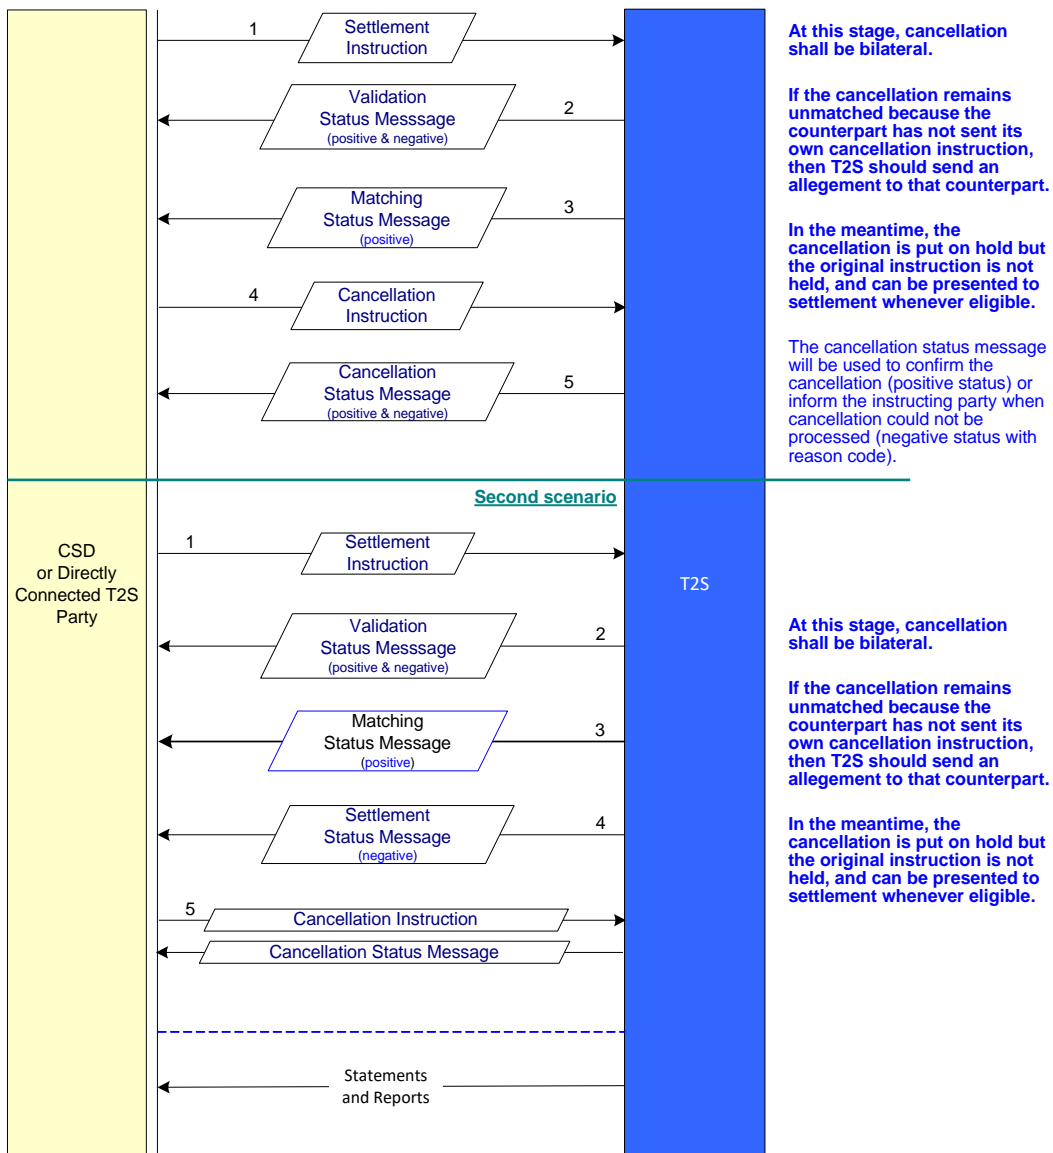 1
Settlement
Instruction
At this stage, cancellation
shall be bilateral.
Validation
Status Messsage
(positive & negative)
2
If the cancellation remains
unmatched because the
counterpart has not sent its
own cancellation instruction,
then T2S should send an
allegement to that counterpart.
Matching
Status Message
(positive)
3
In the meantime, the
cancellation is put on hold but
the original instruction is not
held, and can be presented to
settlement whenever eligible.
4
Cancellation
Instruction
Cancellation
Status Message
(positive & negative)
5
The cancellation status message
will be used to confirm the
cancellation (positive status) or
inform the instructing party when
cancellation could not be
processed (negative status with
reason code).
Second scenario
CSD
or Directly
Connected T2S
Party
T2S
1
Settlement
Instruction
Validation
Status Messsage
(positive & negative)
2
At this stage, cancellation
shall be bilateral.
Matching
Status Message
(positive)
3
If the cancellation remains
unmatched because the
counterpart has not sent its
own cancellation instruction,
then T2S should send an
allegement to that counterpart.
Settlement
Status Message
(negative)
4
In the meantime, the
cancellation is put on hold but
the original instruction is not
held, and can be presented to
settlement whenever eligible.
5
Cancellation Instruction
Cancellation Status Message
Statements
and Reports